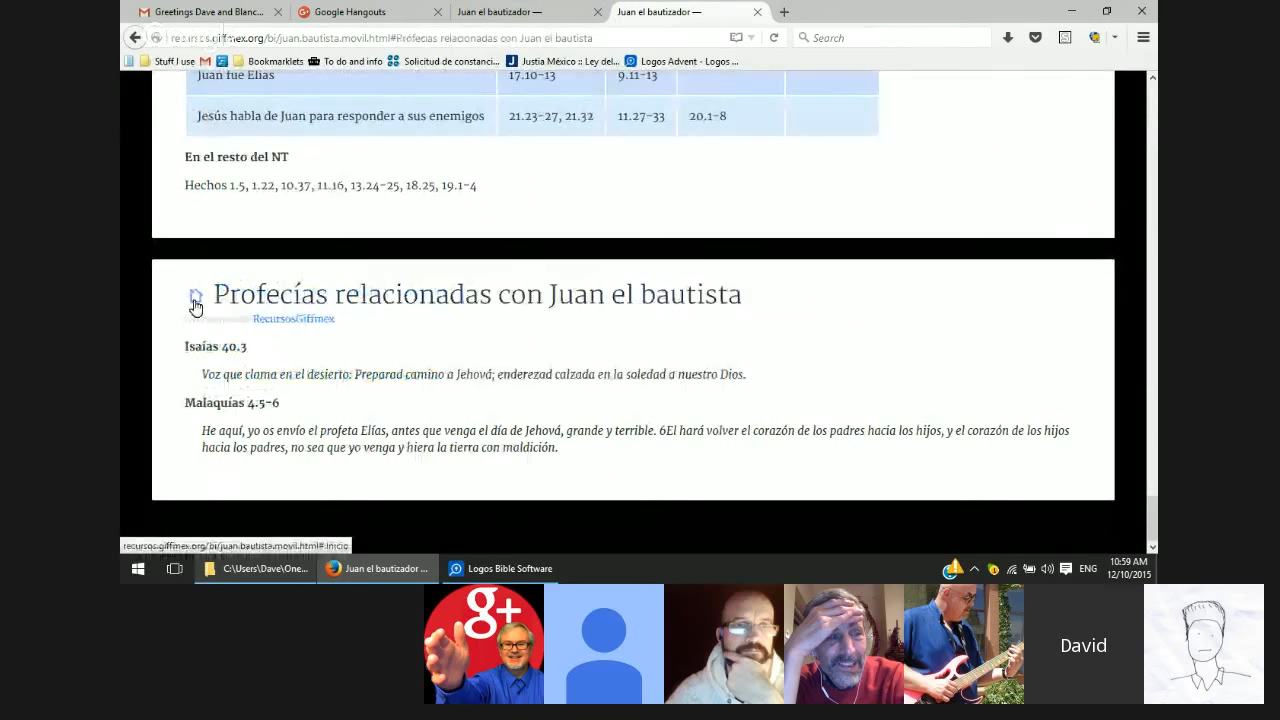 Greetings Dave and Blanc...
Google Hangouts
Juan el bautizador —
Juan el bautizador —
recursos.giffmex.org/bi/juan.bautista.movil.html#Profecías relacionadas con Juan el bautista
Search
Stuff I use
Bookmarklets
To do and info
Solicitud de constanci...
Justia México :: Ley del...
Logos Advent - Logos ...
Juan fue Elías 17.10-13 9.11-13
Jesús habla de Juan para responder a sus enemigos 21.23-27, 21.32 11.27-33 20.1-8
En el resto del NT
Hechos 1.5, 1.22, 10.37, 11.16, 13.24-25, 18.25, 19.1-4
Profecías relacionadas con Juan el bautista
RecursosGiffmex
Isaías 40.3
Voz que clama en el desierto: Preparad camino a Jehová; enderezad calzada en la soledad a nuestro Dios.
Malaquías 4.5-6
He aquí, yo os envío el profeta Elías, antes que venga el día de Jehová, grande y terrible. 6El hará volver el corazón de los padres hacia los hijos, y el corazón de los hijos
hacia los padres, no sea que yo venga y hiera la tierra con maldición.
recursos.giffmex.org/bi/juan.bautista.movil.html#Inicio
C:\Users\Dave\One...
Juan el bautizador ...
Logos Bible Software
ENG
10:59 AM
12/10/2015
g+
David